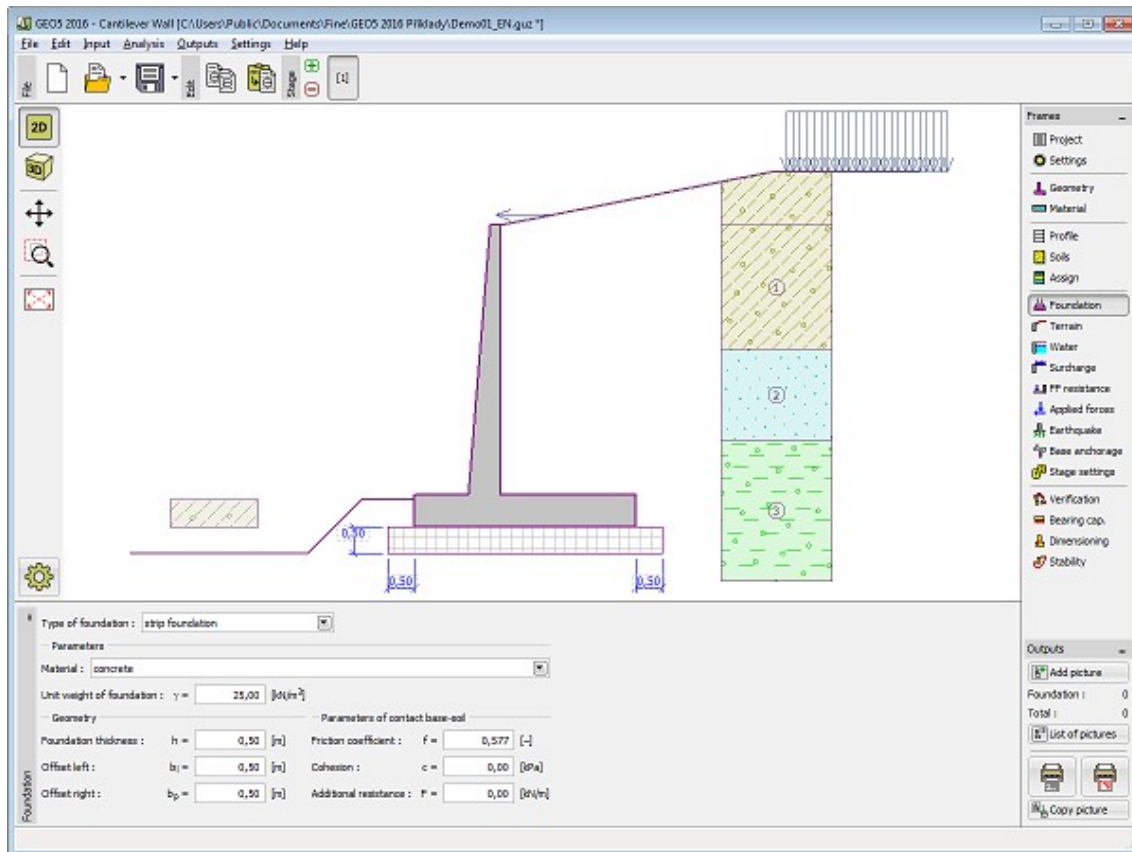 GEO5 2016 - Cantilever Wall [C:\Users\Public\Documents\Fine\GEO5 2016 Příklady\Demo01_EN.guz *]
File Edit Input Analysis Outputs Settings Help
File
Edit
Stage
[1]
2D
3D
1
2
3
0,50
0,50
0,50
Frames
Project
Settings
Geometry
Material
Profile
Soils
Assign
Foundation
Terrain
Water
Surcharge
FF resistance
Applied forces
Earthquake
Base anchorage
Stage settings
Verification
Bearing cap.
Dimensioning
Stability
Foundation
Type of foundation : strip foundation
Parameters
Material : concrete
Unit weight of foundation : γ = 25,00 [kN/m³]
Geometry Parameters of contact base-soil
Foundation thickness : h = 0,50 [m] Friction coefficient : f = 0,577 [–]
Offset left : bₗ = 0,50 [m] Cohesion : c = 0,00 [kPa]
Offset right : bₚ = 0,50 [m] Additional resistance : F = 0,00 [kN/m]
Outputs
Add picture
Foundation : 0
Total : 0
List of pictures
Copy picture